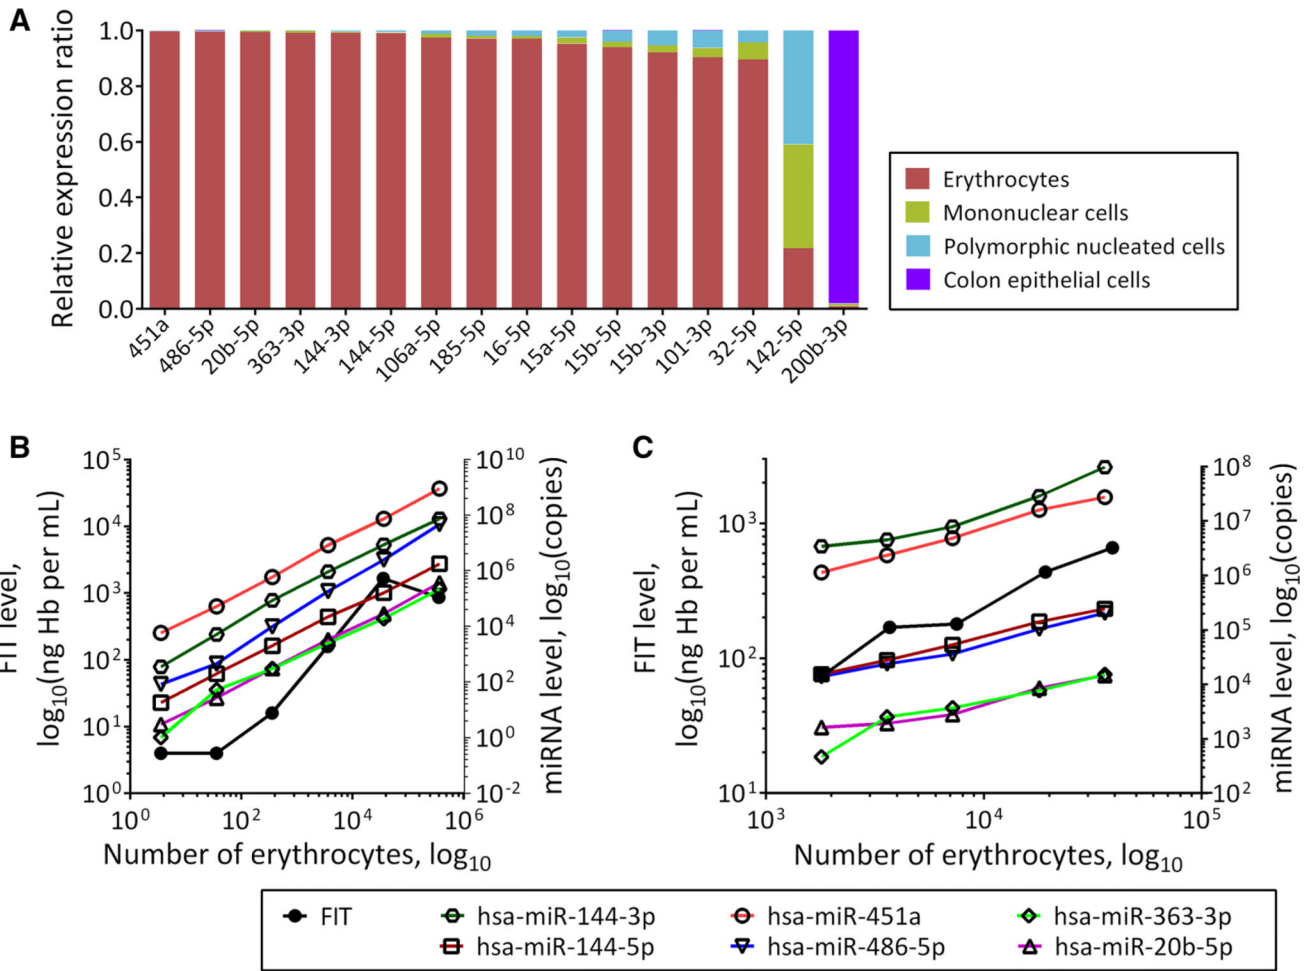 A
Relative expression ratio
1.0
0.8
0.6
0.4
0.2
0.0
451a
486-5p
20b-5p
363-3p
144-3p
144-5p
106a-5p
185-5p
16-5p
15a-5p
15b-5p
15b-3p
101-3p
32-5p
142-5p
200b-3p
Erythrocytes
Mononuclear cells
Polymorphic nucleated cells
Colon epithelial cells
B
FIT level,
log10(ng Hb per mL)
10^5
10^4
10^3
10^2
10^1
10^0
10^0
10^2
10^4
10^6
Number of erythrocytes, log10
10^10
10^8
10^6
10^4
10^2
10^0
10^-2
miRNA level, log10(copies)
C
FIT level,
log10(ng Hb per mL)
10^3
10^2
10^1
10^3
10^4
10^5
Number of erythrocytes, log10
10^8
10^7
10^6
10^5
10^4
10^3
10^2
miRNA level, log10(copies)
FIT
hsa-miR-144-3p
hsa-miR-451a
hsa-miR-363-3p
hsa-miR-144-5p
hsa-miR-486-5p
hsa-miR-20b-5p